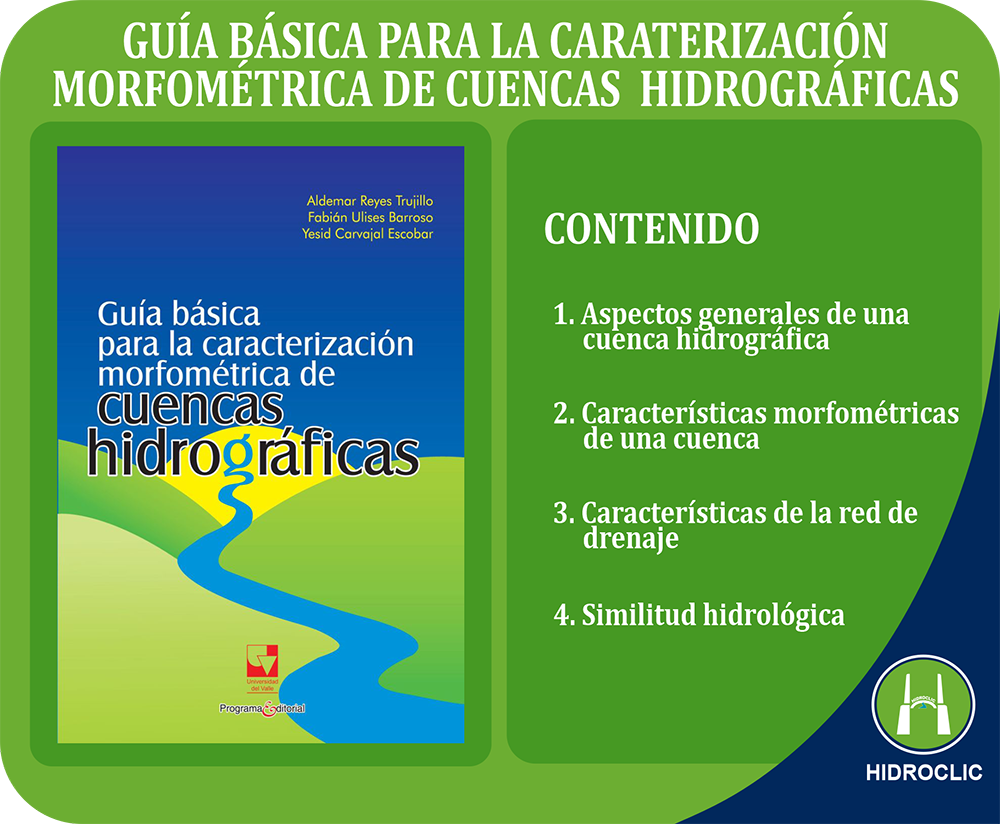 GUÍA BÁSICA PARA LA CARATERIZACIÓN
MORFOMÉTRICA DE CUENCAS HIDROGRÁFICAS
Aldemar Reyes Trujillo
Fabián Ulises Barroso
Yesid Carvajal Escobar
Guía básica
para la caracterización
morfométrica de
cuencas
hidrográficas
Universidad
del Valle
Programa Editorial
CONTENIDO
1. Aspectos generales de una
cuenca hidrográfica
2. Características morfométricas
de una cuenca
3. Características de la red de
drenaje
4. Similitud hidrológica
HIDROCLIC
HIDROCLIC